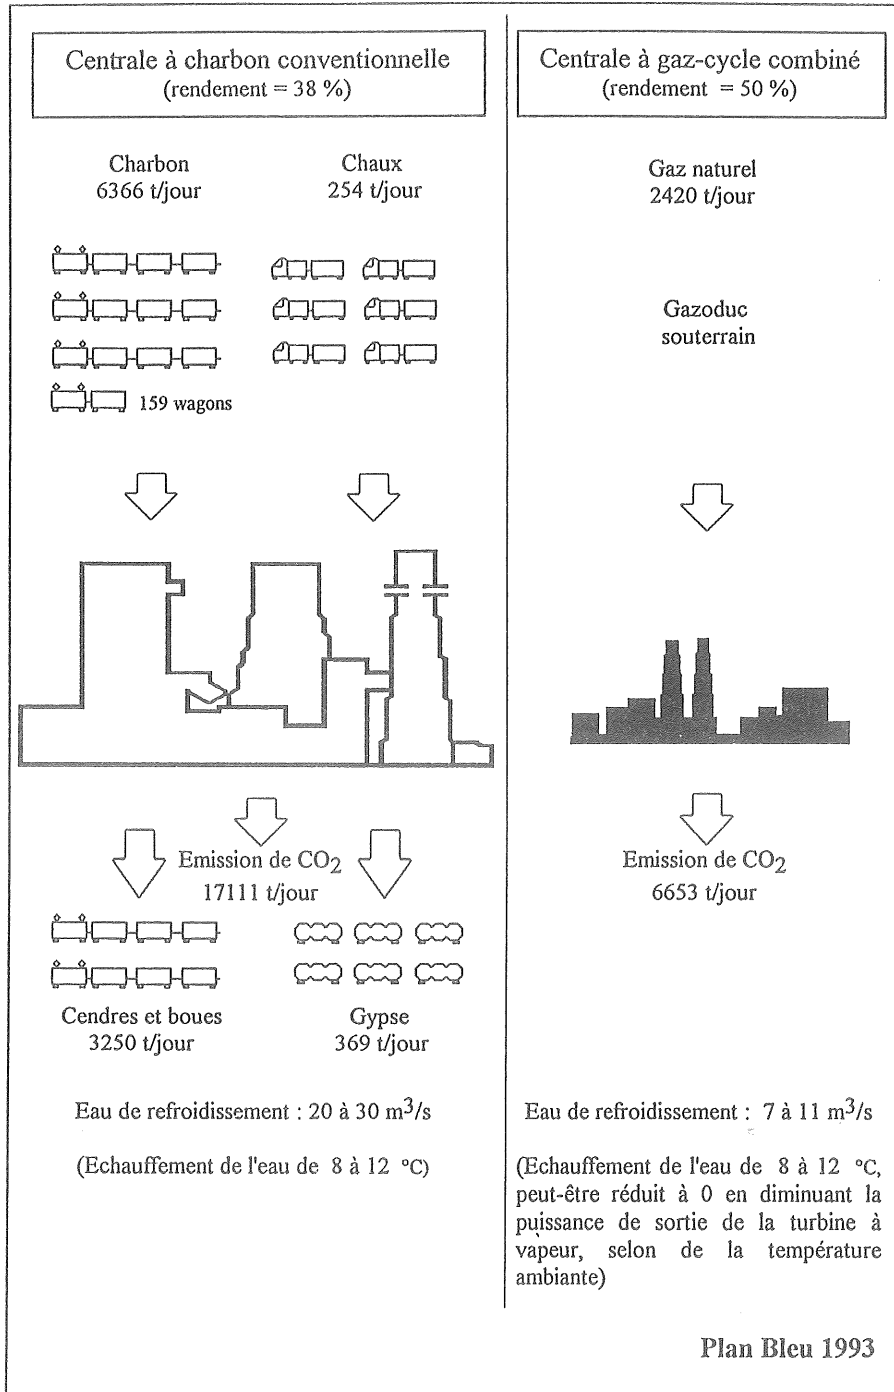 Centrale à charbon conventionnelle
(rendement = 38 %)
Charbon
6366 t/jour
Chaux
254 t/jour
159 wagons
Emission de CO2
17111 t/jour
Cendres et boues
3250 t/jour
Gypse
369 t/jour
Eau de refroidissement : 20 à 30 m3/s
(Echauffement de l'eau de 8 à 12 °C)
Centrale à gaz-cycle combiné
(rendement = 50 %)
Gaz naturel
2420 t/jour
Gazoduc
souterrain
Emission de CO2
6653 t/jour
Eau de refroidissement : 7 à 11 m3/s
(Echauffement de l'eau de 8 à 12 °C,
peut-être réduit à 0 en diminuant la
puissance de sortie de la turbine à
vapeur, selon de la température
ambiante)
Plan Bleu 1993